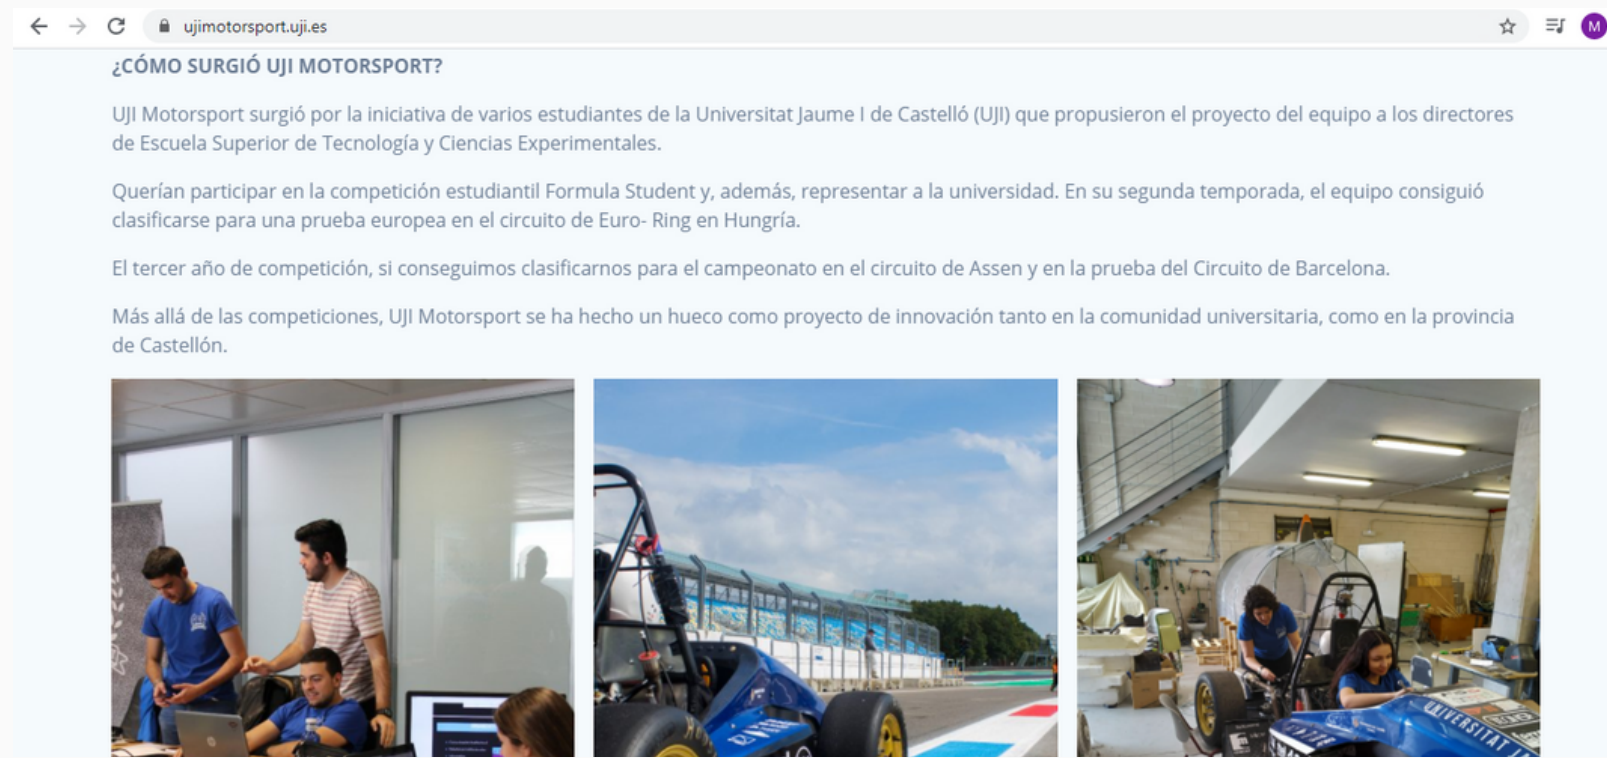 ujimotorsport.uji.es
M
¿CÓMO SURGIÓ UJI MOTORSPORT?
UJI Motorsport surgió por la iniciativa de varios estudiantes de la Universitat Jaume I de Castelló (UJI) que propusieron el proyecto del equipo a los directores
de Escuela Superior de Tecnología y Ciencias Experimentales.
Querían participar en la competición estudiantil Formula Student y, además, representar a la universidad. En su segunda temporada, el equipo consiguió
clasificarse para una prueba europea en el circuito de Euro- Ring en Hungría.
El tercer año de competición, si conseguimos clasificarnos para el campeonato en el circuito de Assen y en la prueba del Circuito de Barcelona.
Más allá de las competiciones, UJI Motorsport se ha hecho un hueco como proyecto de innovación tanto en la comunidad universitaria, como en la provincia
de Castellón.
UNIVERSITAT